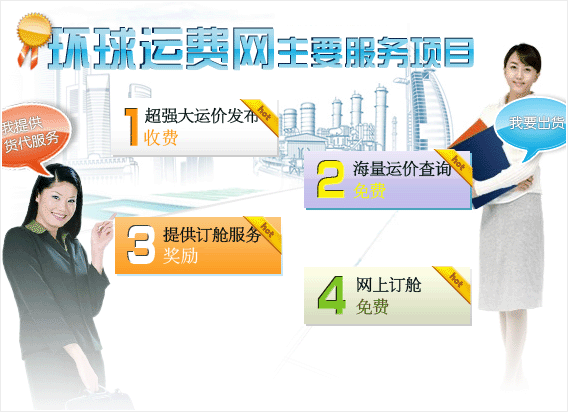 环球运费网主要服务项目
我提供
货代服务
1 超强大运价发布 hot
收费
我要出货
2 海量运价查询 hot
免费
3 提供订舱服务 hot
奖励
4 网上订舱 hot
免费